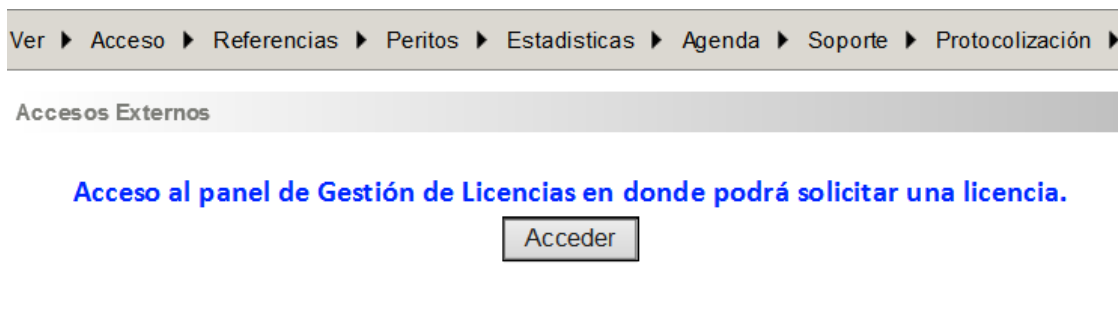 Ver ▶ Acceso ▶ Referencias ▶ Peritos ▶ Estadisticas ▶ Agenda ▶ Soporte ▶ Protocolización ▶
Accesos Externos
Acceso al panel de Gestión de Licencias en donde podrá solicitar una licencia.
Acceder